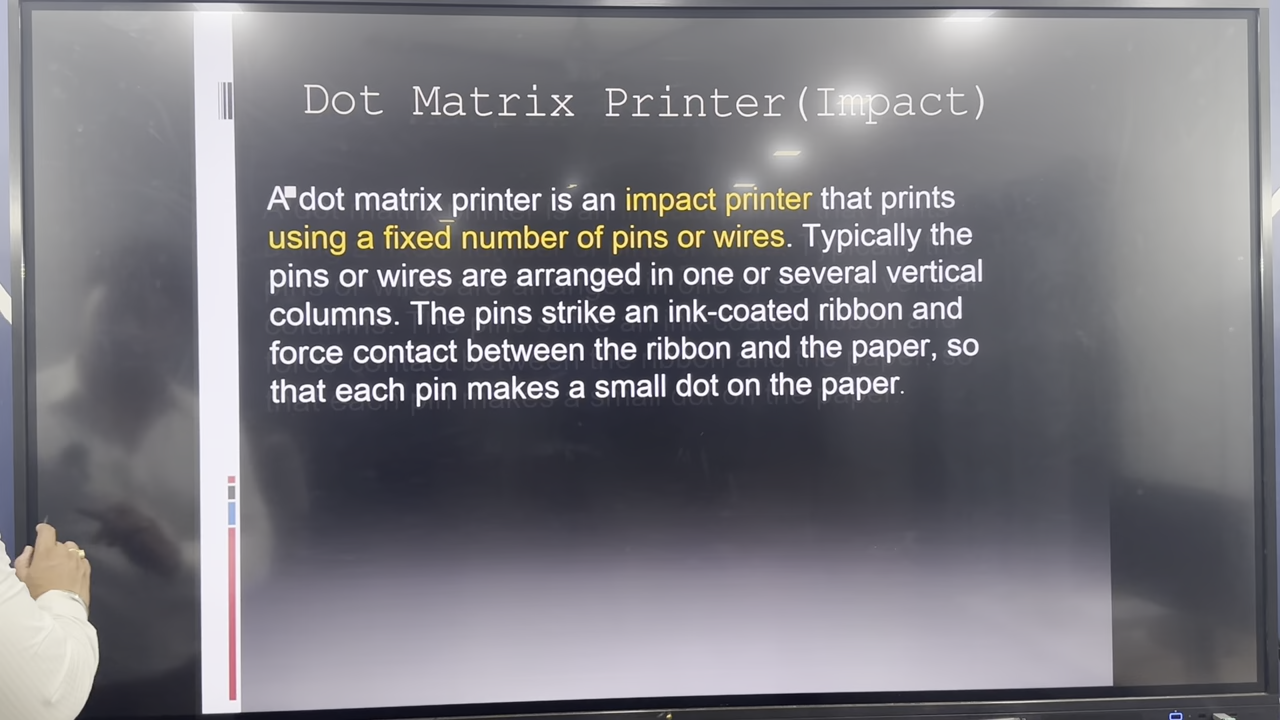 Dot Matrix Printer(Impact)
A dot matrix printer is an impact printer that prints
using a fixed number of pins or wires. Typically the
pins or wires are arranged in one or several vertical
columns. The pins strike an ink-coated ribbon and
force contact between the ribbon and the paper, so
that each pin makes a small dot on the paper.